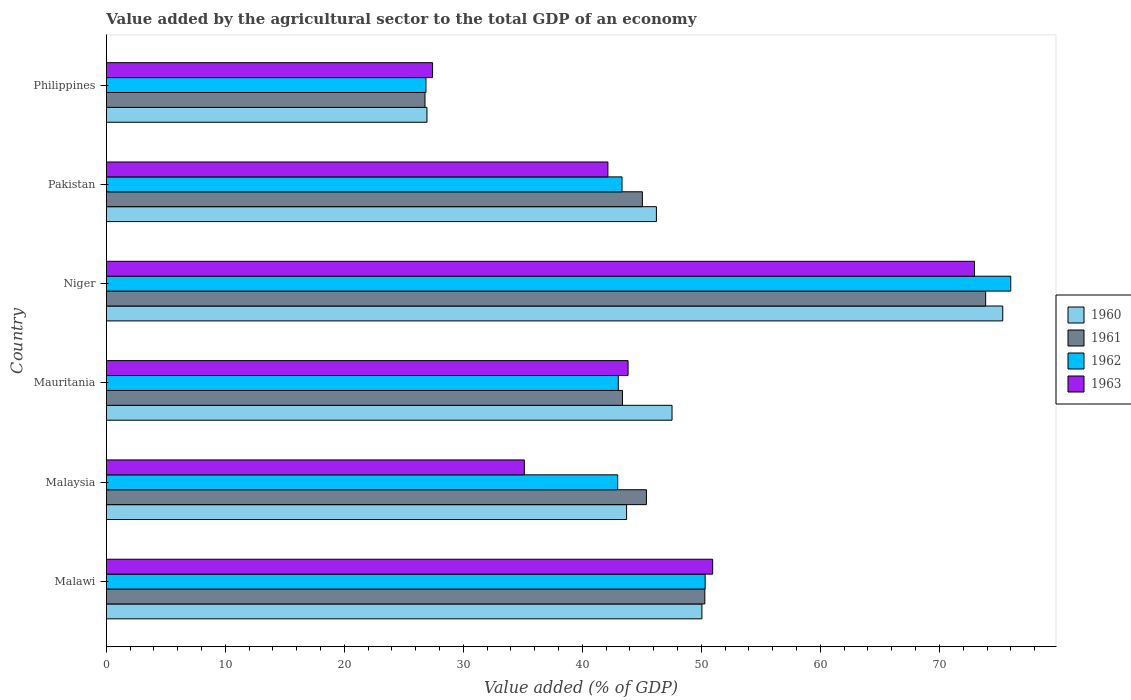 Value added by the agricultural sector to the total GDP of an economy
Philippines
Pakistan
Niger
Mauritania
Malaysia
Malawi
Country
0
10
20
30
40
50
60
70
Value added (% of GDP)
1960
1961
1962
1963